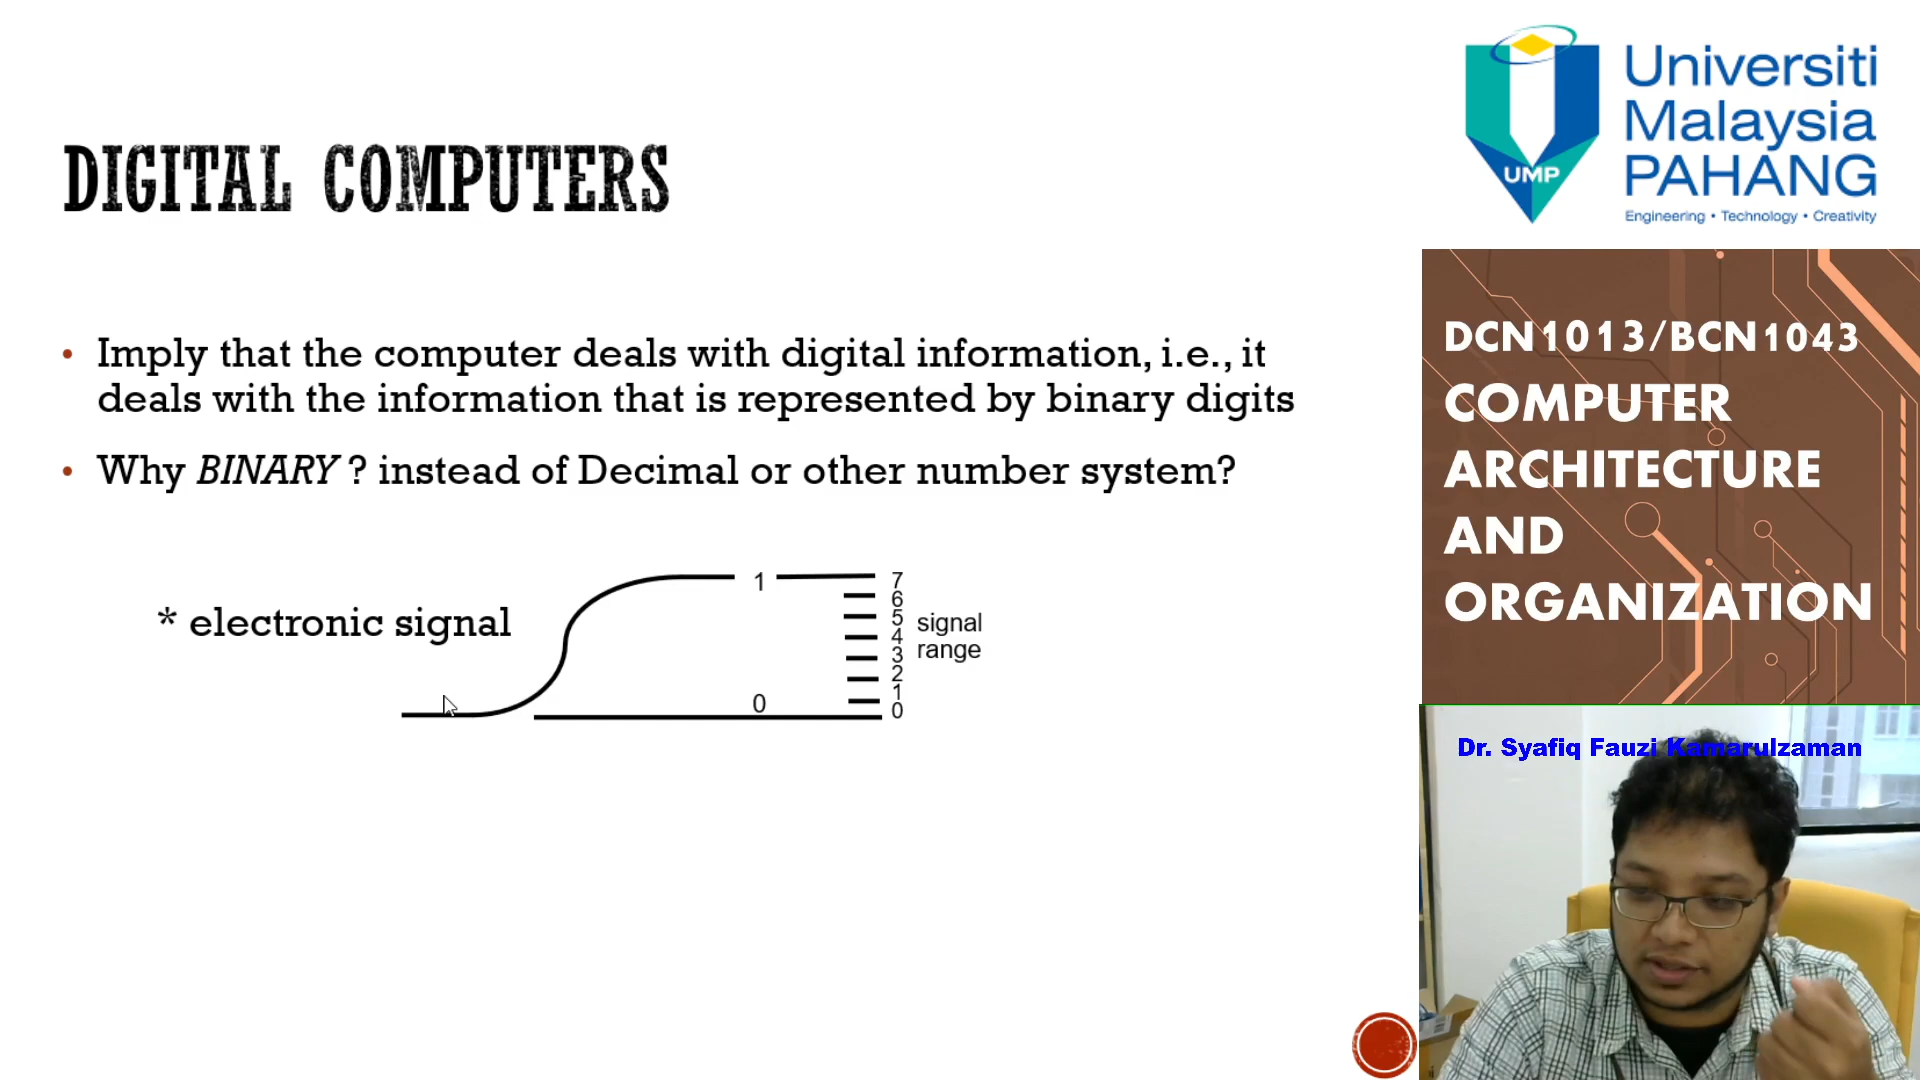 DIGITAL COMPUTERS
• Imply that the computer deals with digital information, i.e., it
deals with the information that is represented by binary digits
• Why BINARY ? instead of Decimal or other number system?
* electronic signal
1
0
7
6
5
4
3
2
1
0
signal
range
Universiti
Malaysia
PAHANG
Engineering • Technology • Creativity
UMP
DCN1013/BCN1043
COMPUTER
ARCHITECTURE
AND
ORGANIZATION
Dr. Syafiq Fauzi Kamarulzaman